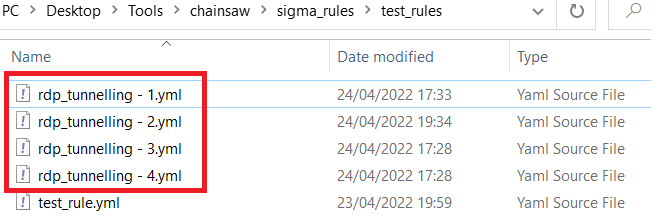 PC > Desktop > Tools > chainsaw > sigma_rules > test_rules
Name Date modified Type
rdp_tunnelling - 1.yml 24/04/2022 17:33 Yaml Source File
rdp_tunnelling - 2.yml 24/04/2022 19:34 Yaml Source File
rdp_tunnelling - 3.yml 24/04/2022 17:28 Yaml Source File
rdp_tunnelling - 4.yml 24/04/2022 17:28 Yaml Source File
test_rule.yml 23/04/2022 19:59 Yaml Source File